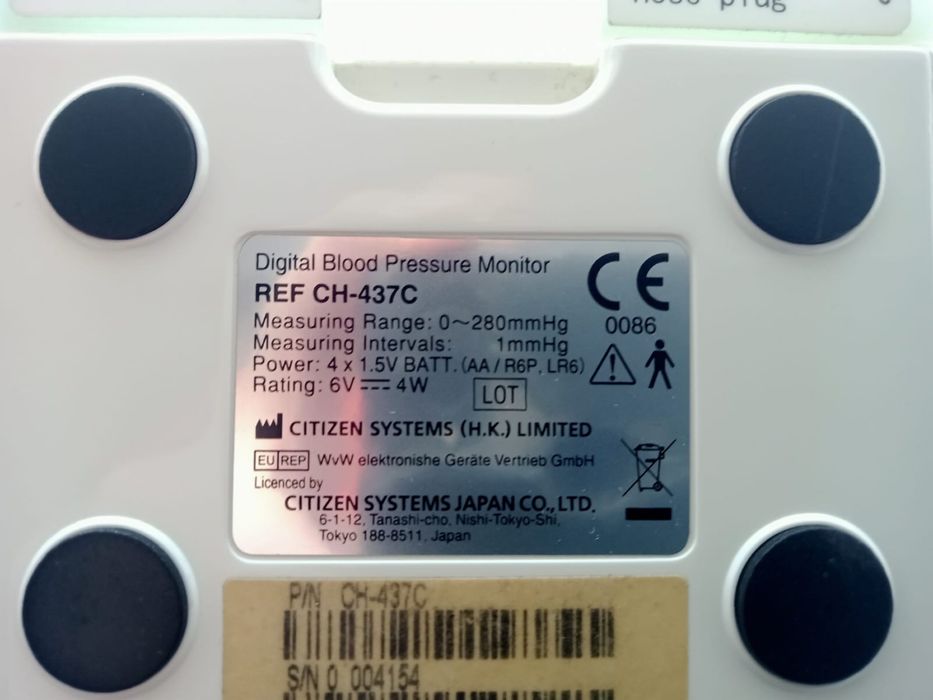 hose plug
Digital Blood Pressure Monitor
REF CH-437C
Measuring Range: 0~280mmHg
Measuring Intervals: 1mmHg
Power: 4 x 1.5V BATT. (AA / R6P, LR6)
Rating: 6V 4W
LOT
CE
0086
CITIZEN SYSTEMS (H.K.) LIMITED
EU REP WvW elektronishe Geräte Vertrieb GmbH
Licenced by
CITIZEN SYSTEMS JAPAN CO., LTD.
6-1-12, Tanashi-cho, Nishi-Tokyo-Shi,
Tokyo 188-8511, Japan
P/N CH-437C
S/N 0 004154